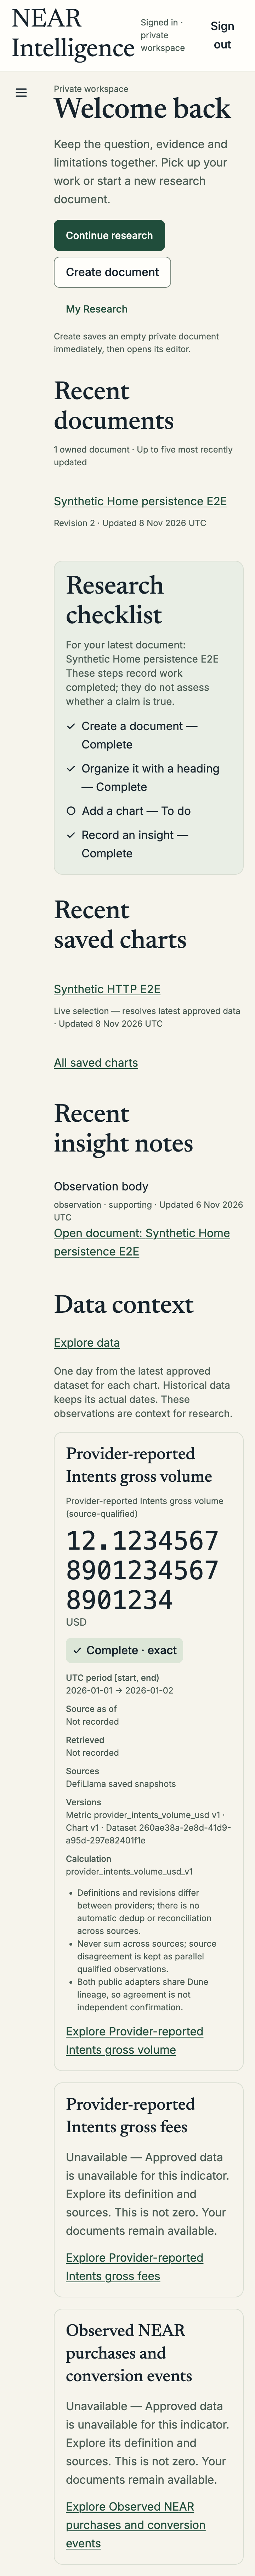 NEAR
Intelligence
Signed in ·
private
workspace
Sign
out
Private workspace
Welcome back
Keep the question, evidence and
limitations together. Pick up your
work or start a new research
document.
Continue research
Create document
My Research
Create saves an empty private document
immediately, then opens its editor.
Recent
documents
1 owned document · Up to five most recently
updated
Synthetic Home persistence E2E
Revision 2 · Updated 8 Nov 2026 UTC
Research
checklist
For your latest document:
Synthetic Home persistence E2E
These steps record work
completed; they do not assess
whether a claim is true.
✓ Create a document —
Complete
✓ Organize it with a heading
— Complete
○ Add a chart — To do
✓ Record an insight —
Complete
Recent
saved charts
Synthetic HTTP E2E
Live selection — resolves latest approved data
· Updated 8 Nov 2026 UTC
All saved charts
Recent
insight notes
Observation body
observation · supporting · Updated 6 Nov 2026
UTC
Open document: Synthetic Home
persistence E2E
Data context
Explore data
One day from the latest approved
dataset for each chart. Historical data
keeps its actual dates. These
observations are context for research.
Provider-reported
Intents gross volume
Provider-reported Intents gross volume
(source-qualified)
12.1234567
8901234567
8901234
USD
✓ Complete · exact
UTC period [start, end)
2026-01-01 → 2026-01-02
Source as of
Not recorded
Retrieved
Not recorded
Sources
DefiLlama saved snapshots
Versions
Metric provider_intents_volume_usd v1 ·
Chart v1 · Dataset 260ae38a-2e8d-41d9-
a95d-297e82401f1e
Calculation
provider_intents_volume_usd_v1
• Definitions and revisions differ
between providers; there is no
automatic dedup or reconciliation
across sources.
• Never sum across sources; source
disagreement is kept as parallel
qualified observations.
• Both public adapters share Dune
lineage, so agreement is not
independent confirmation.
Explore Provider-reported
Intents gross volume
Provider-reported
Intents gross fees
Unavailable — Approved data
is unavailable for this indicator.
Explore its definition and
sources. This is not zero. Your
documents remain available.
Explore Provider-reported
Intents gross fees
Observed NEAR
purchases and
conversion events
Unavailable — Approved data
is unavailable for this indicator.
Explore its definition and
sources. This is not zero. Your
documents remain available.
Explore Observed NEAR
purchases and conversion
events